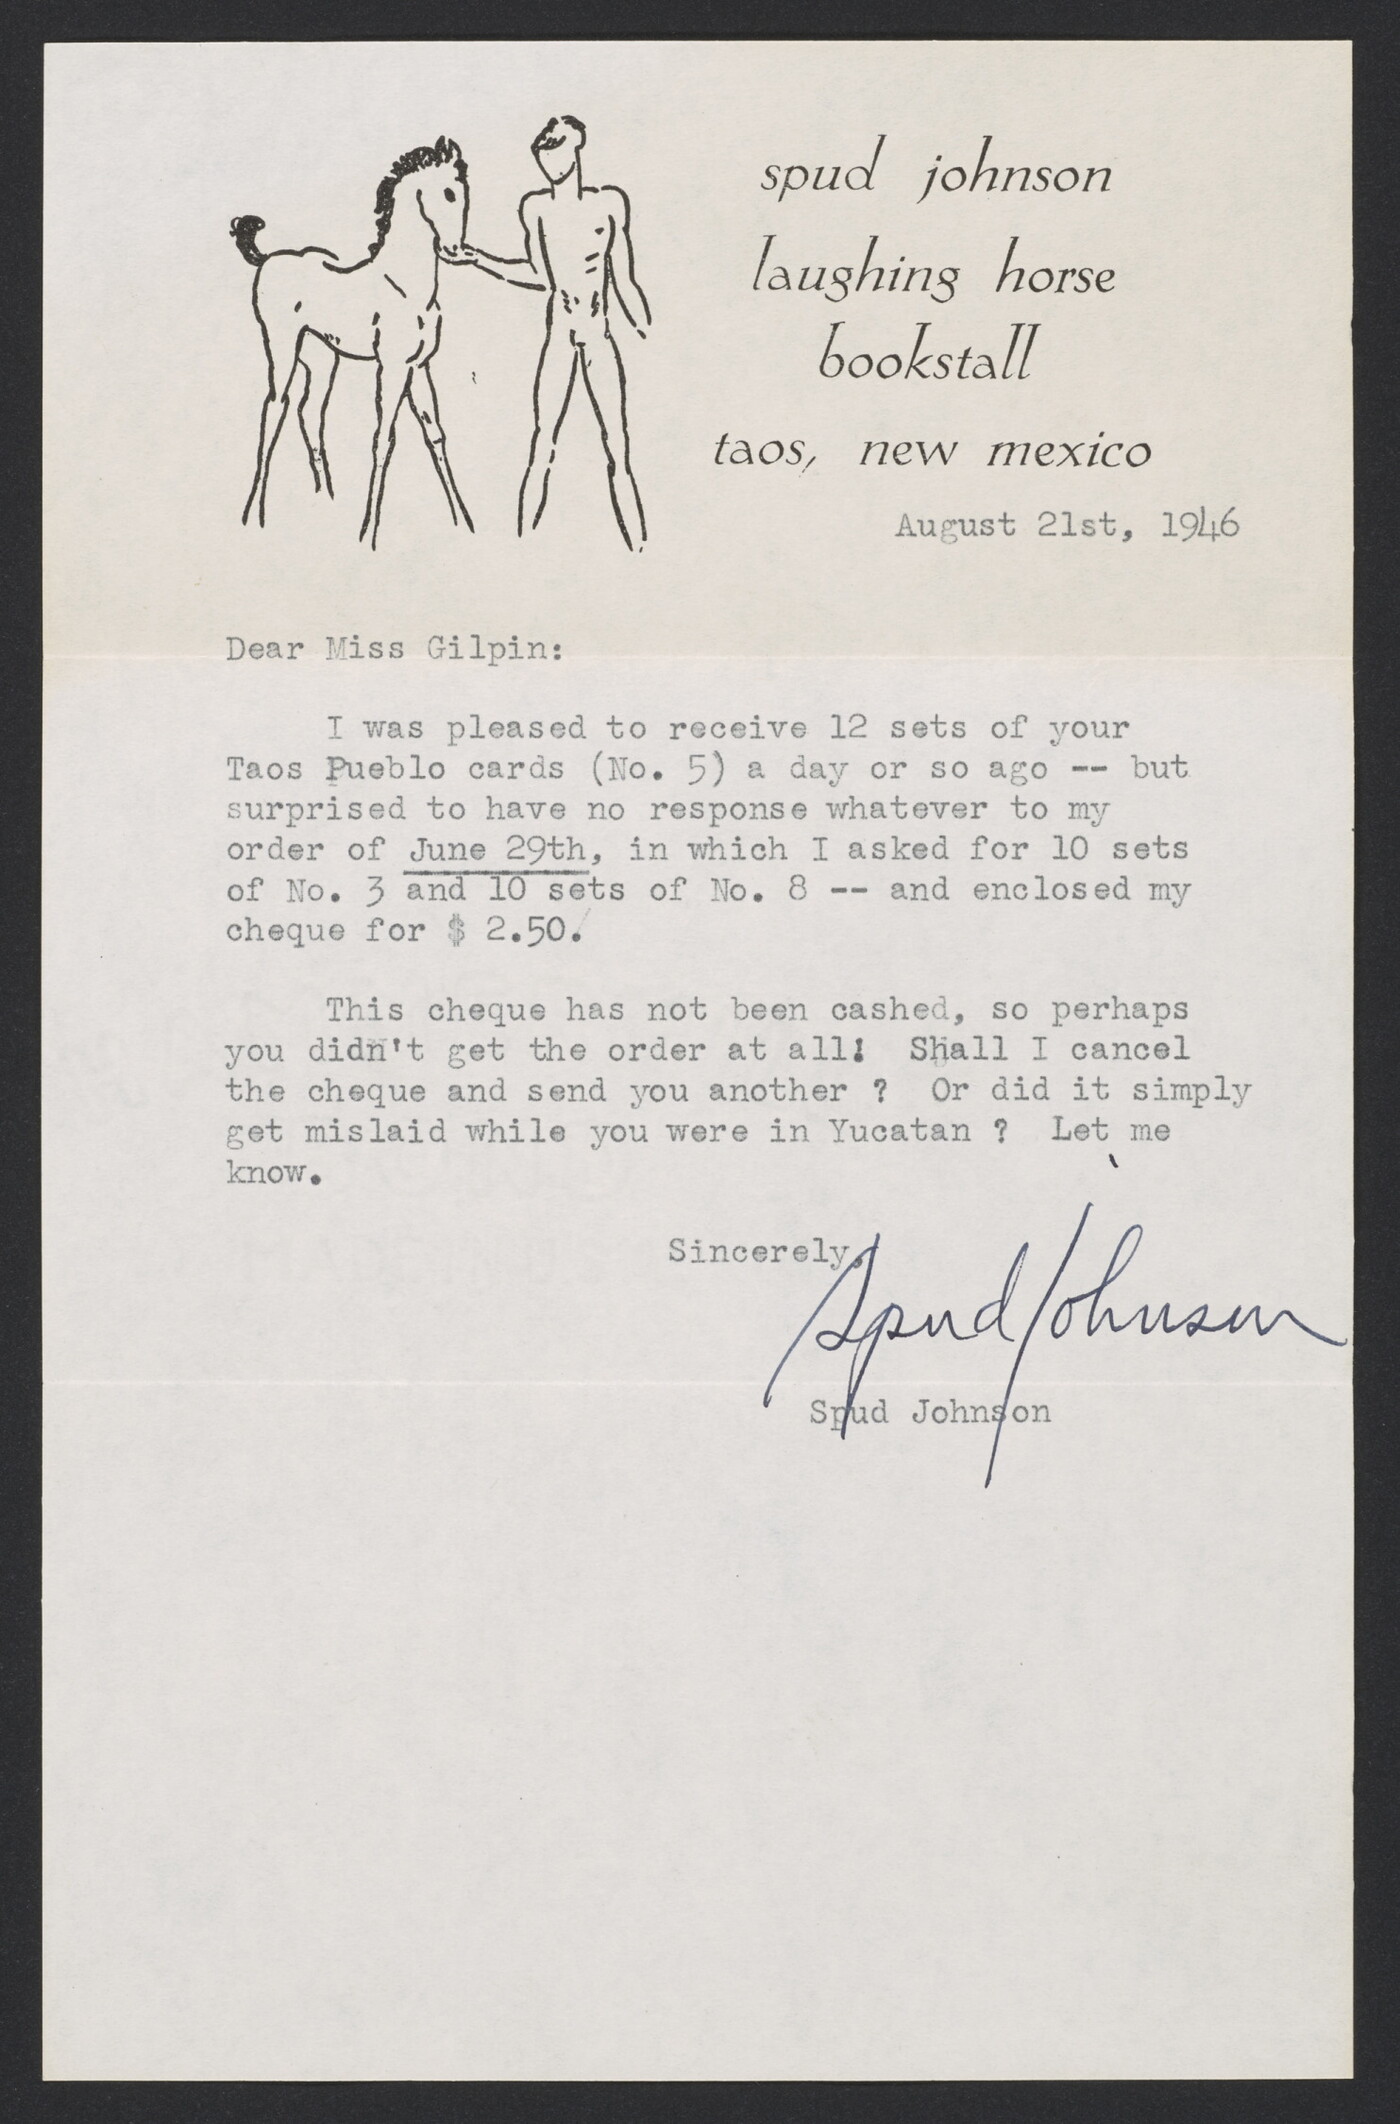 spud johnson
laughing horse
bookstall
taos, new mexico
August 21st, 1946
Dear Miss Gilpin:
I was pleased to receive 12 sets of your
Taos Pueblo cards (No. 5) a day or so ago -- but
surprised to have no response whatever to my
order of June 29th, in which I asked for 10 sets
of No. 3 and 10 sets of No. 8 -- and enclosed my
cheque for $ 2.50.
This cheque has not been cashed, so perhaps
you didn't get the order at all! Shall I cancel
the cheque and send you another ? Or did it simply
get mislaid while you were in Yucatan ? Let me
know.
Sincerely,
Spud Johnson
Spud Johnson